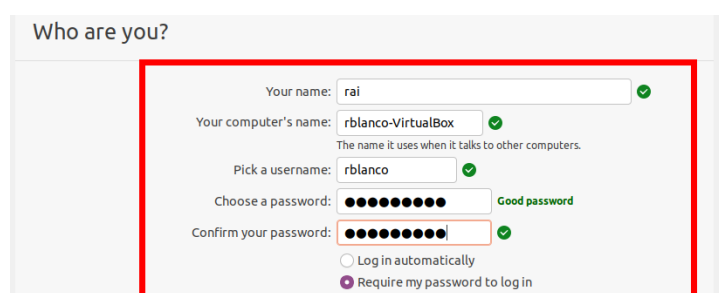 Who are you?
Your name: rai
Your computer's name: rblanco-VirtualBox
The name it uses when it talks to other computers.
Pick a username: rblanco
Choose a password: ●●●●●●●●● Good password
Confirm your password: ●●●●●●●●●
Log in automatically
Require my password to log in